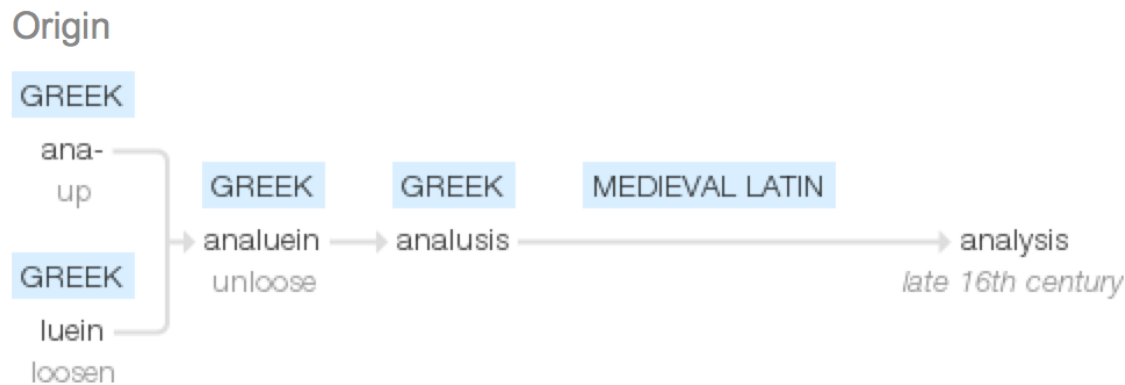 Origin
GREEK
ana-
up
GREEK
luein
loosen
GREEK
analuein
unloose
GREEK
analusis
MEDIEVAL LATIN
analysis
late 16th century